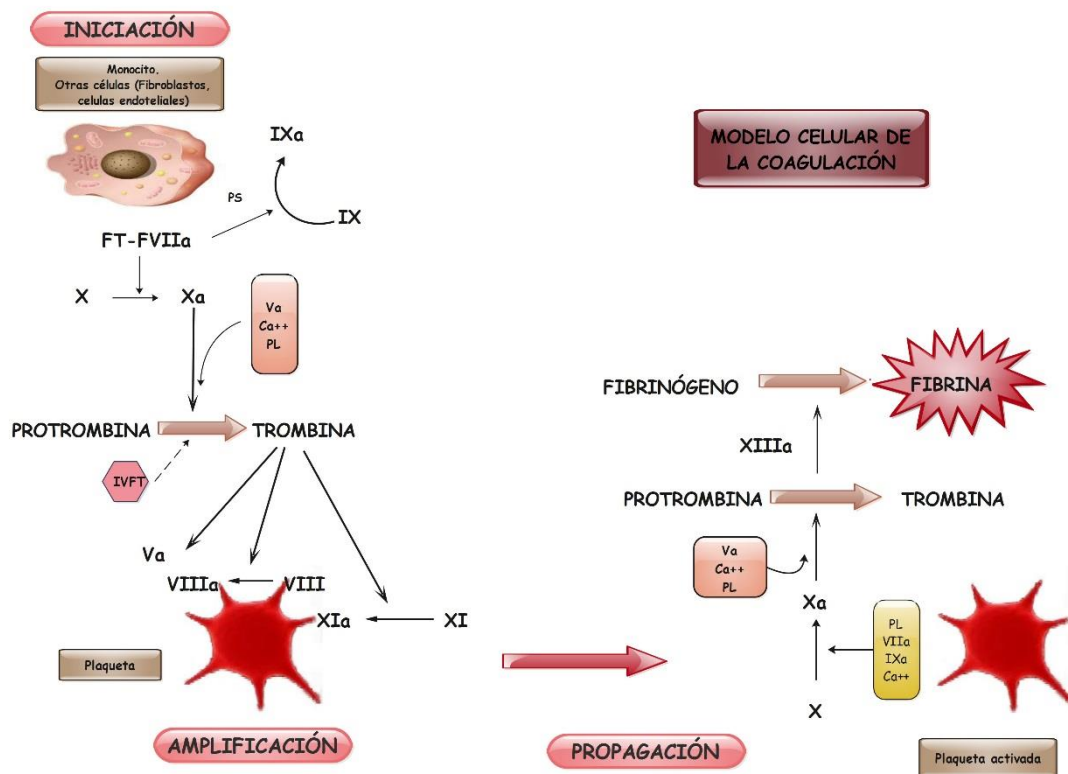 INICIACIÓN
Monocito.
Otras células (Fibroblastos,
celulas endoteliales)
IXa
PS
IX
FT-FVIIa
X
Xa
Va
Ca++
PL
PROTROMBINA
TROMBINA
IVFT
Va
VIIIa
VIII
XIa
XI
Plaqueta
AMPLIFICACIÓN
MODELO CELULAR DE
LA COAGULACIÓN
FIBRINÓGENO
FIBRINA
XIIIa
PROTROMBINA
TROMBINA
Va
Ca++
PL
Xa
PL
VIIa
IXa
Ca++
X
PROPAGACIÓN
Plaqueta activada